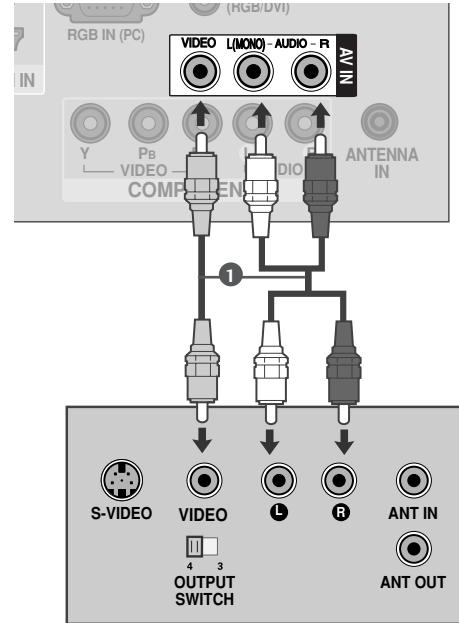 (RGB/DVI)
RGB IN (PC)
IN
VIDEO L(MONO) - AUDIO - R
AV IN
Y PB
VIDEO
ANTENNA
IN
1
S-VIDEO VIDEO L R ANT IN
4 3
OUTPUT
SWITCH
ANT OUT